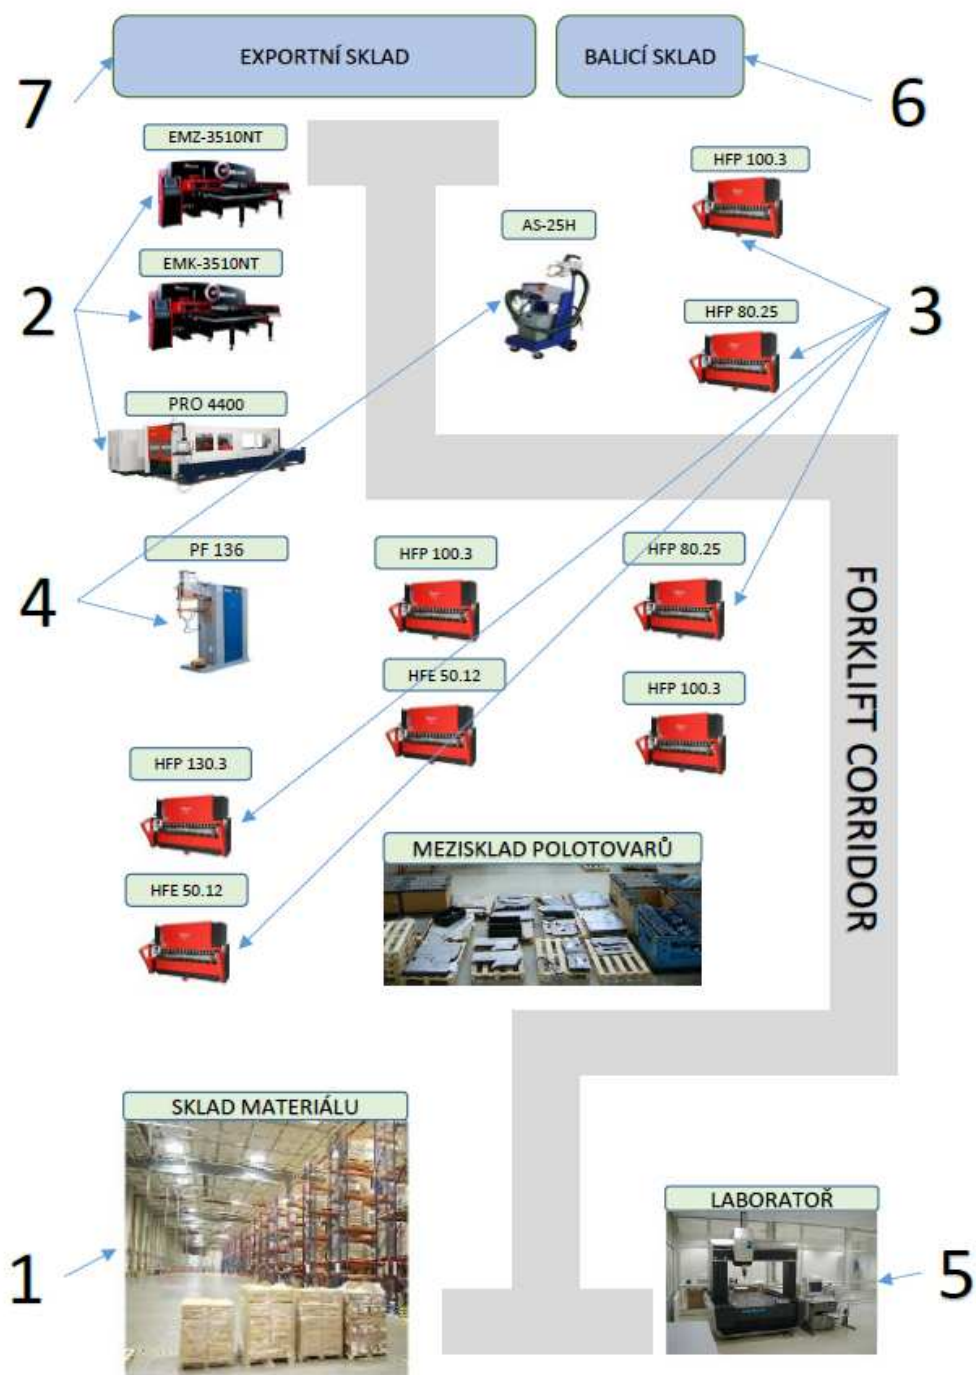 EXPORTNÍ SKLAD
BALICÍ SKLAD
7
6
EMZ-3510NT
HFP 100.3
AS-25H
EMK-3510NT
2
3
HFP 80.25
PRO 4400
PF 136
HFP 100.3
HFP 80.25
4
FORKLIFT CORRIDOR
HFE 50.12
HFP 100.3
HFP 130.3
MEZISKLAD POLOTOVARŮ
HFE 50.12
SKLAD MATERIÁLU
LABORATOŘ
1
5